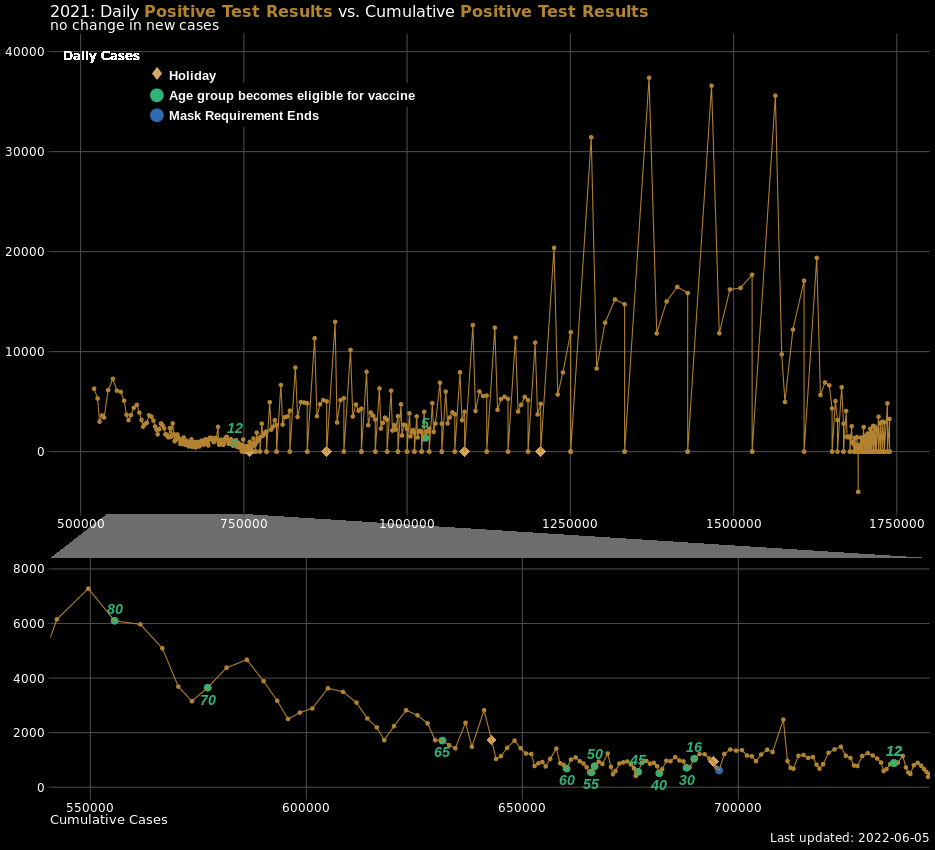 2021: Daily Positive Test Results vs. Cumulative Positive Test Results
no change in new cases
40000
Daily Cases
Holiday
Age group becomes eligible for vaccine
Mask Requirement Ends
30000
20000
10000
12
5
0
500000 750000 1000000 1250000 1500000 1750000
8000
80
6000
70
4000
65
2000
60
55
50
45
40
30
16
12
0
550000 600000 650000 700000
Cumulative Cases
Last updated: 2022-06-05